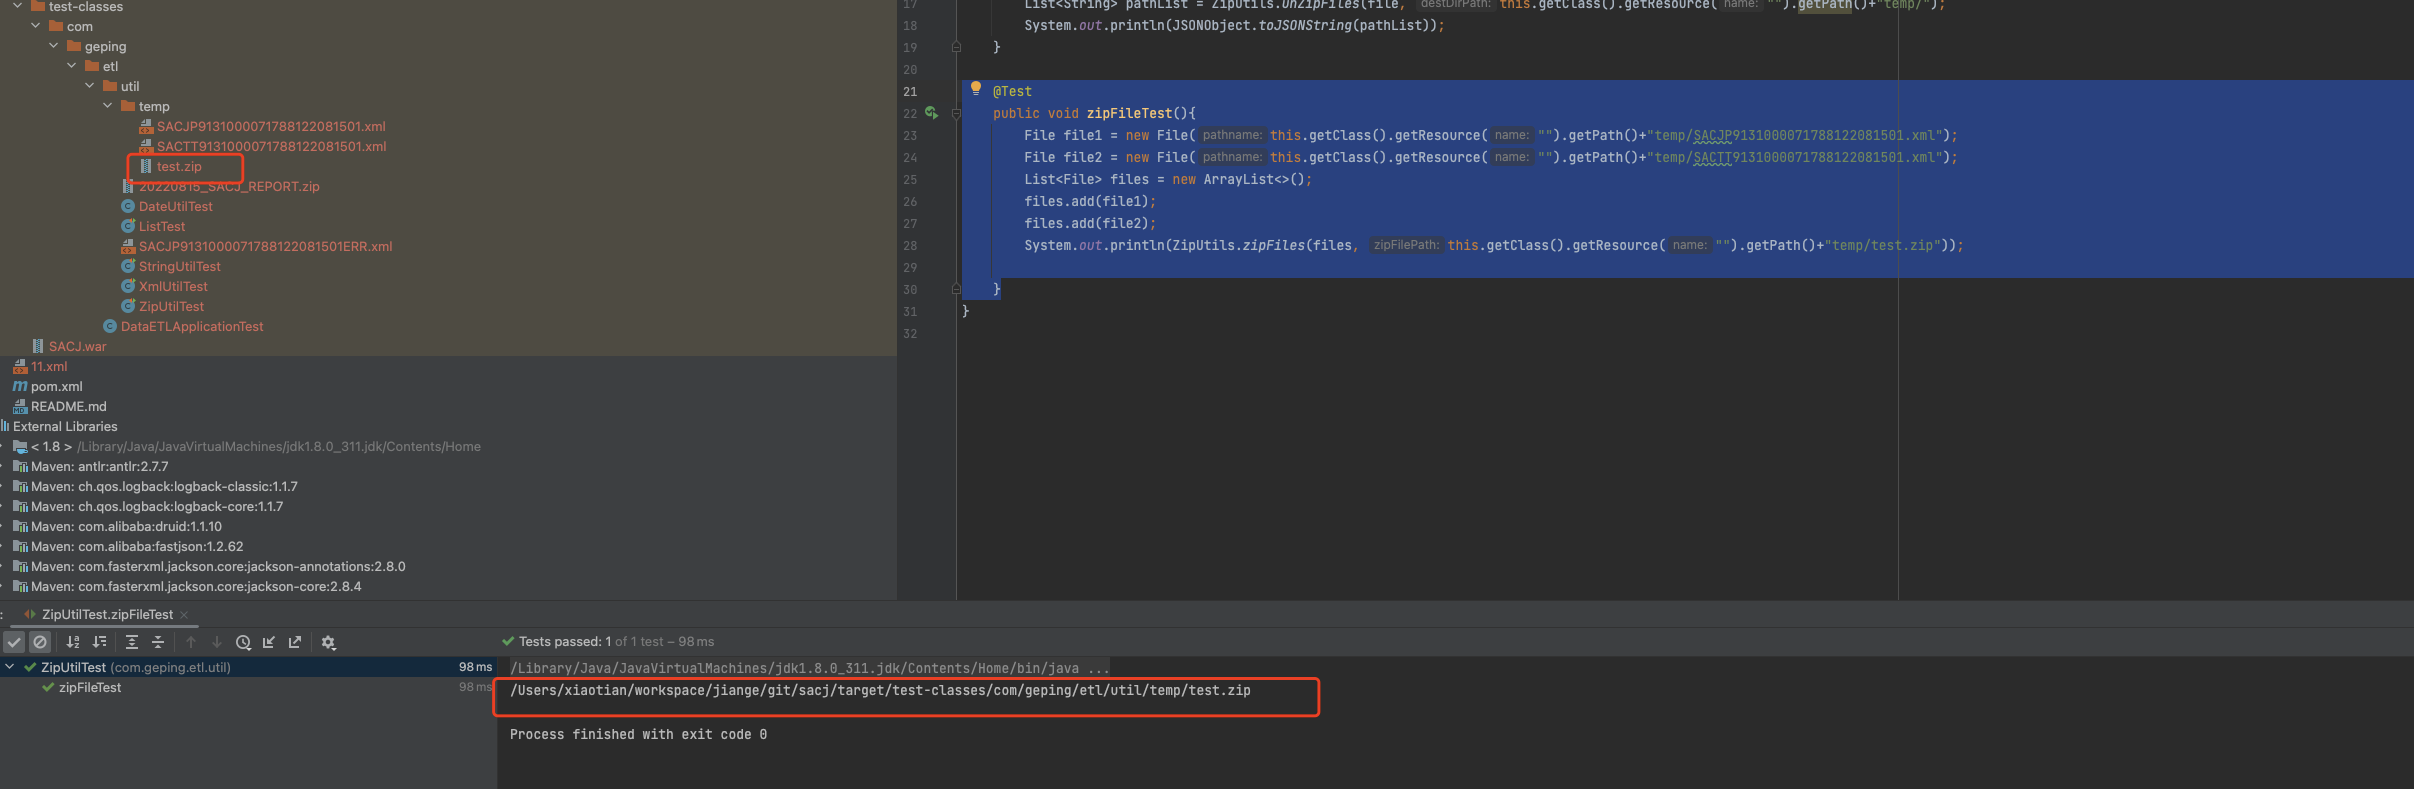 test-classes
com
geping
etl
util
temp
SACJP9131000071788122081501.xml
SACTT9131000071788122081501.xml
test.zip
20220815_SACJ_REPORT.zip
DateUtilTest
ListTest
SACJP9131000071788122081501ERR.xml
StringUtilTest
XmlUtilTest
ZipUtilTest
DataETLApplicationTest
SACJ.war
11.xml
pom.xml
README.md
External Libraries
< 1.8 > /Library/Java/JavaVirtualMachines/jdk1.8.0_311.jdk/Contents/Home
Maven: antlr:antlr:2.7.7
Maven: ch.qos.logback:logback-classic:1.1.7
Maven: ch.qos.logback:logback-core:1.1.7
Maven: com.alibaba:druid:1.1.10
Maven: com.alibaba:fastjson:1.2.62
Maven: com.fasterxml.jackson.core:jackson-annotations:2.8.0
Maven: com.fasterxml.jackson.core:jackson-core:2.8.4
17 List<String> pathList = ZipUtils.unZipFiles(file, destDirPath: this.getClass().getResource( name: "").getPath()+"temp/");
18 System.out.println(JSONObject.toJSONString(pathList));
19 }
20
21 @Test
22 public void zipFileTest(){
23 File file1 = new File( pathname: this.getClass().getResource( name: "").getPath()+"temp/SACJP9131000071788122081501.xml");
24 File file2 = new File( pathname: this.getClass().getResource( name: "").getPath()+"temp/SACTT9131000071788122081501.xml");
25 List<File> files = new ArrayList<>();
26 files.add(file1);
27 files.add(file2);
28 System.out.println(ZipUtils.zipFiles(files, zipFilePath: this.getClass().getResource( name: "").getPath()+"temp/test.zip"));
29
30 }
31 }
32
: ZipUtilTest.zipFileTest ×
Tests passed: 1 of 1 test – 98 ms
ZipUtilTest (com.geping.etl.util) 98 ms
zipFileTest 98 ms
/Library/Java/JavaVirtualMachines/jdk1.8.0_311.jdk/Contents/Home/bin/java ...
/Users/xiaotian/workspace/jiange/git/sacj/target/test-classes/com/geping/etl/util/temp/test.zip
Process finished with exit code 0